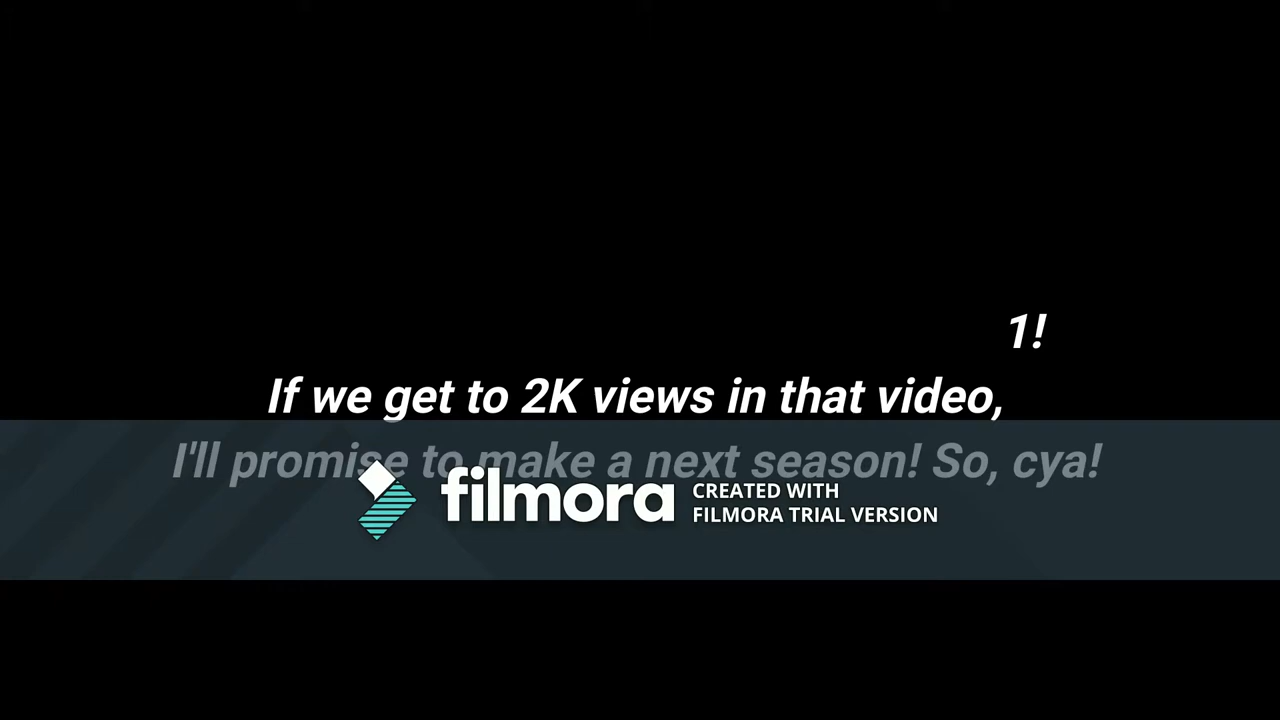 1!
If we get to 2K views in that video,
I'll promise to make a next season! So, cya!
filmora
CREATED WITH
FILMORA TRIAL VERSION